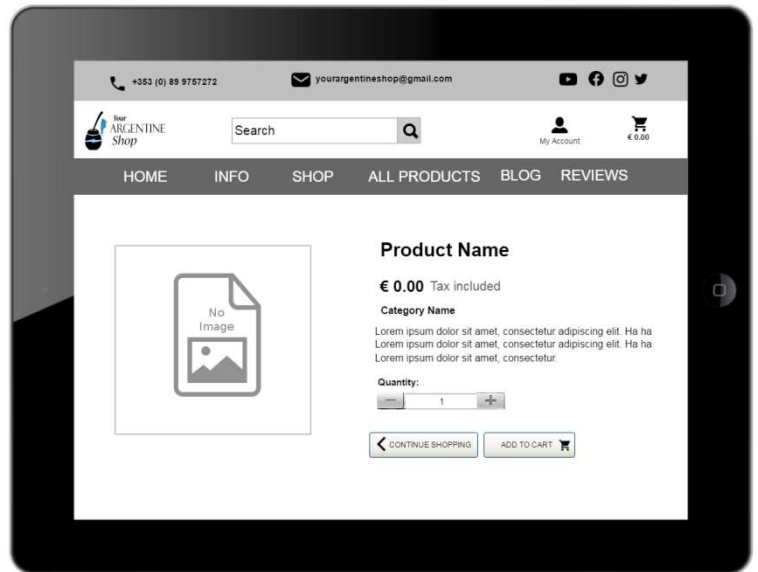 +353 (0) 89 9757272
yourargentineshop@gmail.com
Your
ARGENTINE
Shop
Search
My Account
€ 0.00
HOME INFO SHOP ALL PRODUCTS BLOG REVIEWS
No
Image
Product Name
€ 0.00 Tax included
Category Name
Lorem ipsum dolor sit amet, consectetur adipiscing elit. Ha ha
Lorem ipsum dolor sit amet, consectetur adipiscing elit. Ha ha
Lorem ipsum dolor sit amet, consectetur.
Quantity:
1
CONTINUE SHOPPING
ADD TO CART